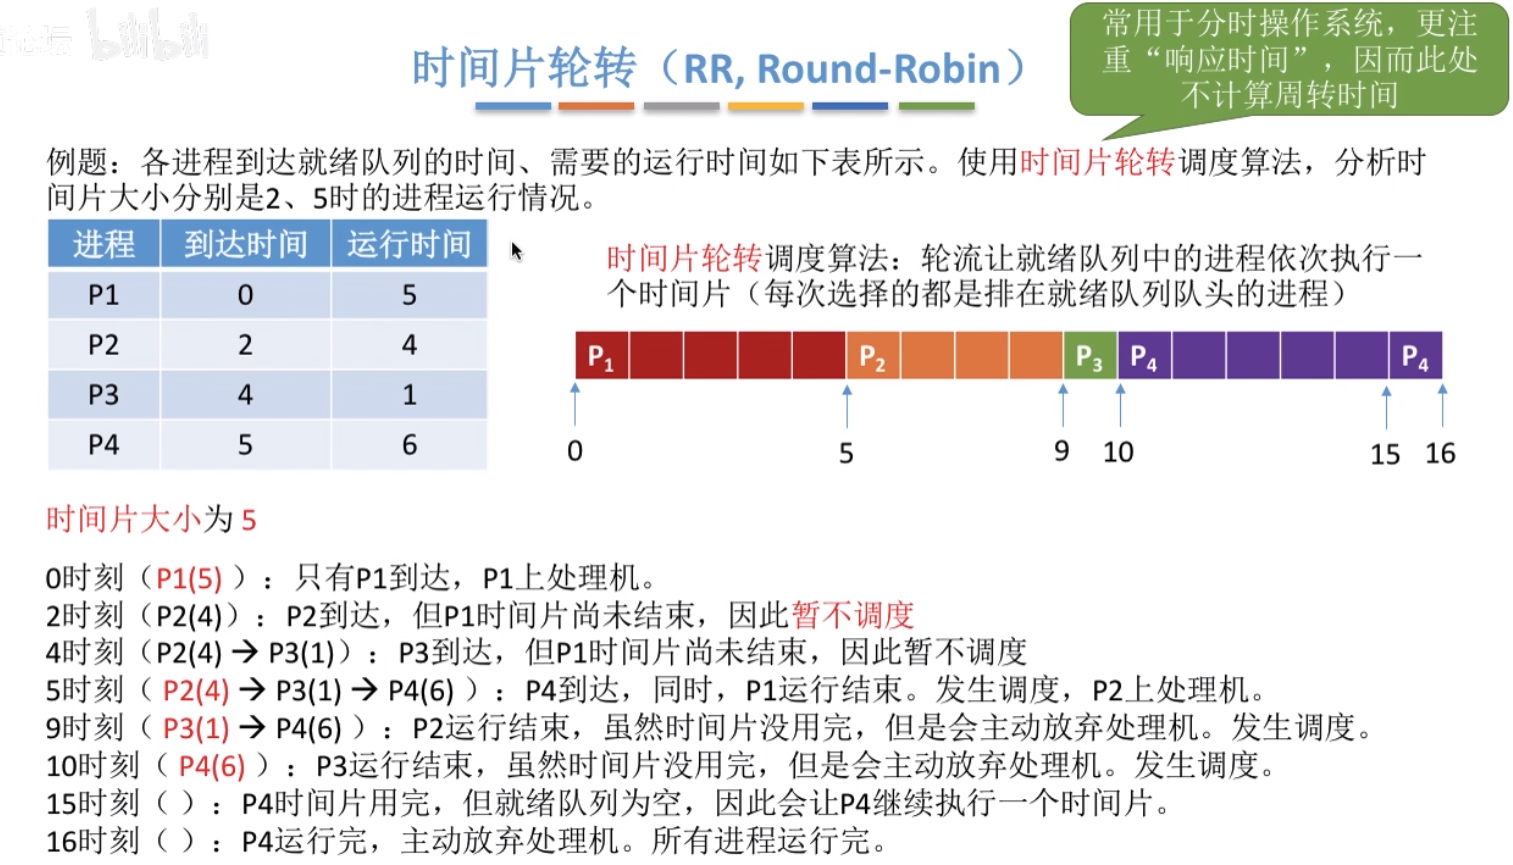 bilibili
常用于分时操作系统，更注
重“响应时间”，因而此处
不计算周转时间
时间片轮转（RR, Round-Robin）
例题：各进程到达就绪队列的时间、需要的运行时间如下表所示。使用时间片轮转调度算法，分析时
间片大小分别是2、5时的进程运行情况。
进程 到达时间 运行时间
P1 0 5
P2 2 4
P3 4 1
P4 5 6
时间片轮转调度算法：轮流让就绪队列中的进程依次执行一
个时间片（每次选择的都是排在就绪队列队头的进程）
P1 P2 P3 P4 P4
0 5 9 10 15 16
时间片大小为 5
0时刻（P1(5) ）：只有P1到达，P1上处理机。
2时刻（P2(4)）：P2到达，但P1时间片尚未结束，因此暂不调度
4时刻（P2(4) → P3(1)）：P3到达，但P1时间片尚未结束，因此暂不调度
5时刻（ P2(4) → P3(1) → P4(6) ）：P4到达，同时，P1运行结束。发生调度，P2上处理机。
9时刻（ P3(1) → P4(6) ）：P2运行结束，虽然时间片没用完，但是会主动放弃处理机。发生调度。
10时刻（ P4(6) ）：P3运行结束，虽然时间片没用完，但是会主动放弃处理机。发生调度。
15时刻（ ）：P4时间片用完，但就绪队列为空，因此会让P4继续执行一个时间片。
16时刻（ ）：P4运行完，主动放弃处理机。所有进程运行完。